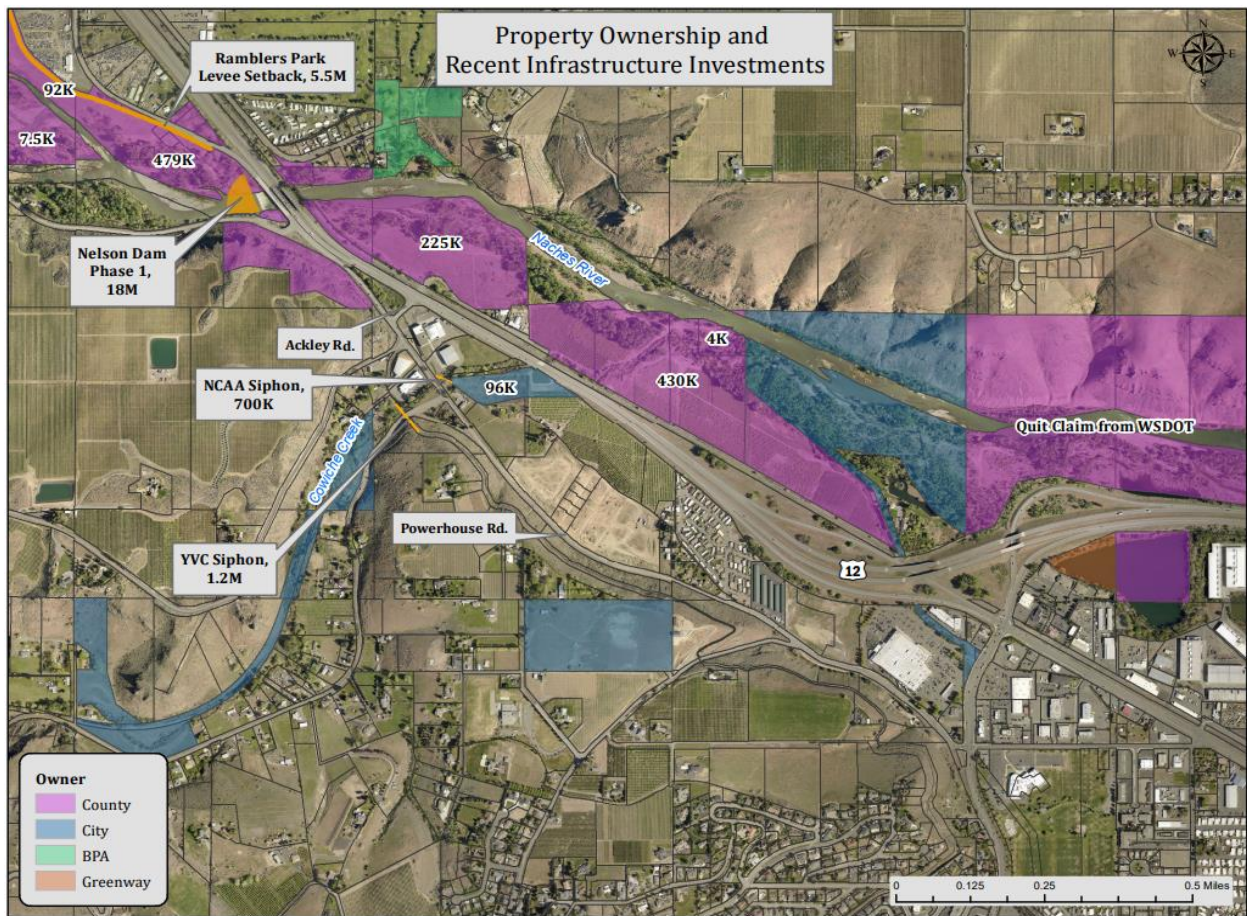 Property Ownership and
Recent Infrastructure Investments
N
W
E
S
Ramblers Park
Levee Setback, 5.5M
92K
7.5K
479K
Nelson Dam
Phase 1,
18M
225K
Naches River
Ackley Rd.
4K
NCAA Siphon,
700K
96K
430K
Quit Claim from WSDOT
Cowiche Creek
Powerhouse Rd.
YVC Siphon,
1.2M
12
Owner
County
City
BPA
Greenway
0
0.125
0.25
0.5 Miles